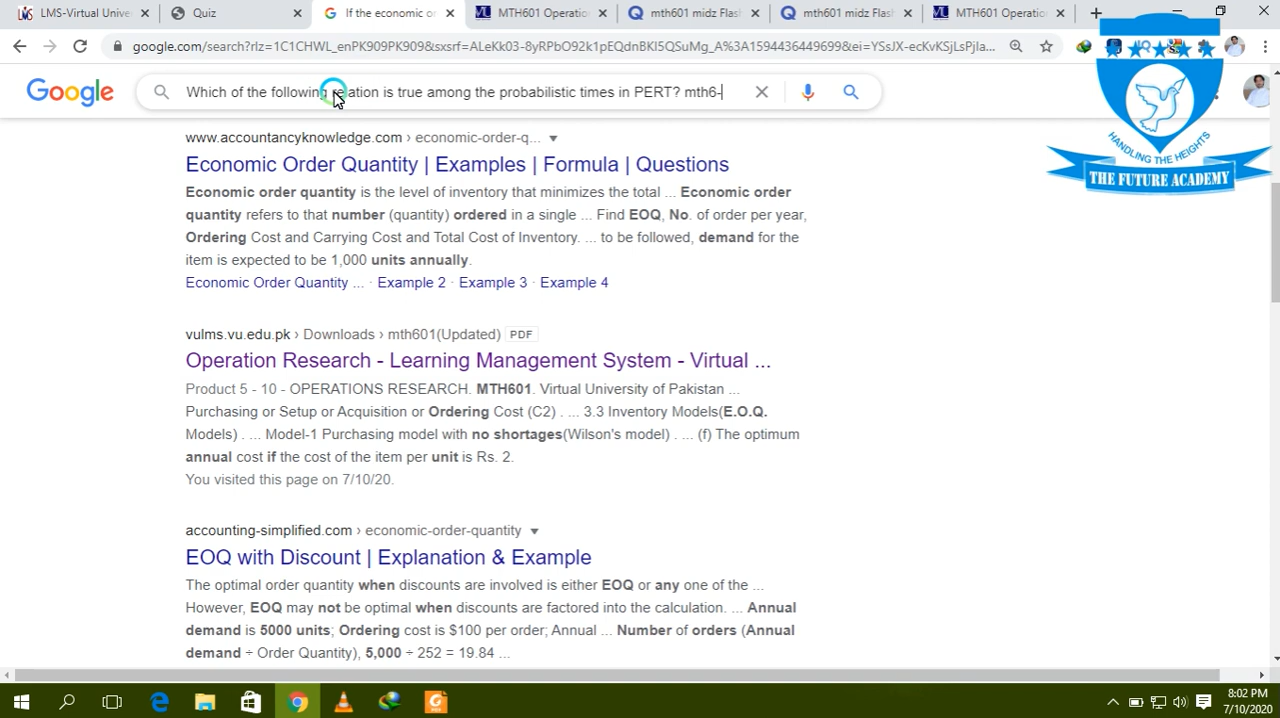 LMS-Virtual Unive
Quiz
If the economic or
MTH601 Operatio
mth601 midz Flas
mth601 midz Flas
MTH601 Operatio
google.com/search?rlz=1C1CHWL_enPK909PK909&sxsrf=ALeKk03-8yRPbO92k1pEQdnBKl5QSuMg_A%3A1594436449699&ei=YSsJX-ecKvKSjLsPjIa...
Google
Which of the following relation is true among the probabilistic times in PERT? mth6-
HANDLING THE HEIGHTS
THE FUTURE ACADEMY
www.accountancyknowledge.com › economic-order-q...
Economic Order Quantity | Examples | Formula | Questions
Economic order quantity is the level of inventory that minimizes the total ... Economic order
quantity refers to that number (quantity) ordered in a single ... Find EOQ, No. of order per year,
Ordering Cost and Carrying Cost and Total Cost of Inventory. ... to be followed, demand for the
item is expected to be 1,000 units annually.
Economic Order Quantity ... · Example 2 · Example 3 · Example 4
vulms.vu.edu.pk › Downloads › mth601(Updated) PDF
Operation Research - Learning Management System - Virtual ...
Product 5 - 10 - OPERATIONS RESEARCH. MTH601. Virtual University of Pakistan ...
Purchasing or Setup or Acquisition or Ordering Cost (C2) . ... 3.3 Inventory Models(E.O.Q.
Models) . ... Model-1 Purchasing model with no shortages(Wilson's model) . ... (f) The optimum
annual cost if the cost of the item per unit is Rs. 2.
You visited this page on 7/10/20.
accounting-simplified.com › economic-order-quantity
EOQ with Discount | Explanation & Example
The optimal order quantity when discounts are involved is either EOQ or any one of the ...
However, EOQ may not be optimal when discounts are factored into the calculation. ... Annual
demand is 5000 units; Ordering cost is $100 per order; Annual ... Number of orders (Annual
demand ÷ Order Quantity), 5,000 ÷ 252 = 19.84 ...
8:02 PM
7/10/2020